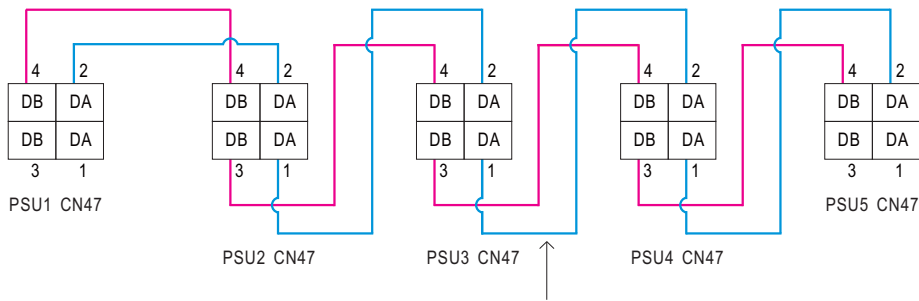 4 2 4 2 4 2 4 2 4 2
DB DA DB DA DB DA DB DA DB DA
DB DA DB DA DB DA DB DA DB DA
3 1 3 1 3 1 3 1 3 1
PSU1 CN47 PSU5 CN47
PSU2 CN47 PSU3 CN47 PSU4 CN47